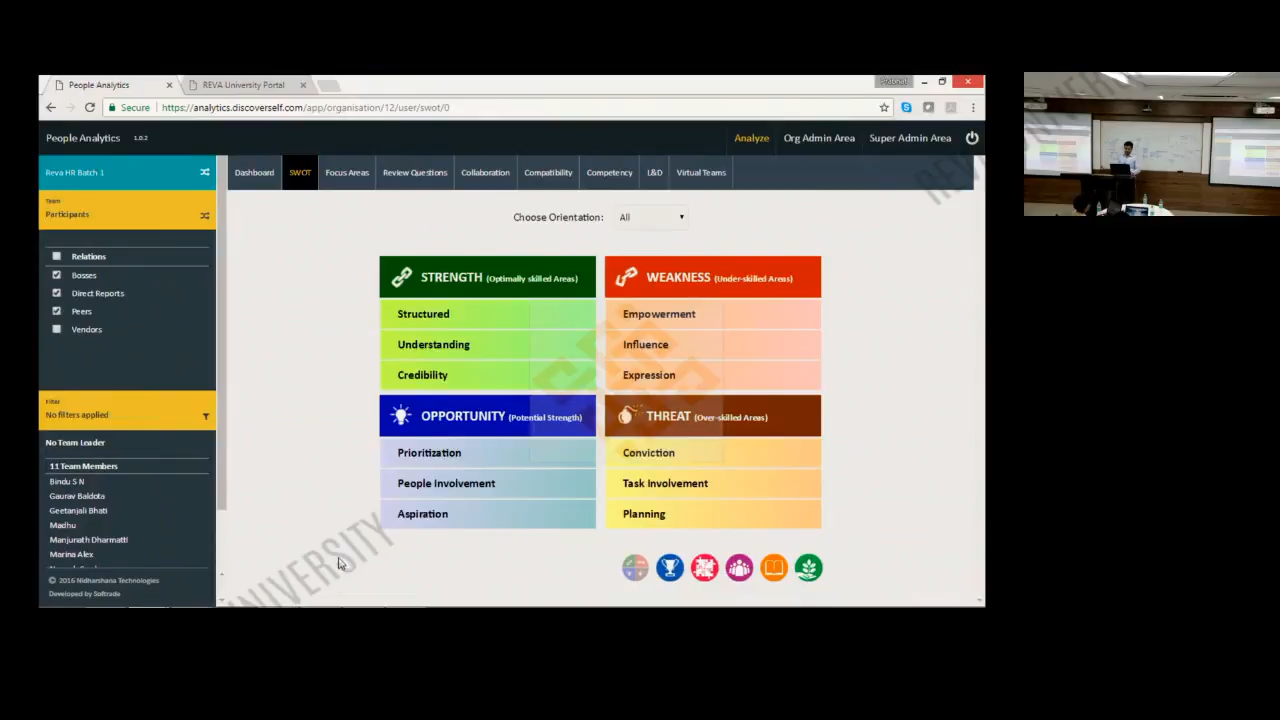 People Analytics
REVA University Portal
Prabhat
Secure https://analytics.discoverself.com/app/organisation/12/user/swot/0
People Analytics 1.0.2
Analyze Org Admin Area Super Admin Area
Reva HR Batch 1
Dashboard SWOT Focus Areas Review Questions Collaboration Compatibility Competency L&D Virtual Teams
Team
Participants
Choose Orientation: All
Relations
Bosses
Direct Reports
Peers
Vendors
STRENGTH (Optimally skilled Areas)
Structured
Understanding
Credibility
WEAKNESS (Under-skilled Areas)
Empowerment
Influence
Expression
OPPORTUNITY (Potential Strength)
Prioritization
People Involvement
Aspiration
THREAT (Over-skilled Areas)
Conviction
Task Involvement
Planning
Filter
No filters applied
No Team Leader
11 Team Members
Bindu S N
Gaurav Baldota
Geetanjali Bhati
Madhu
Manjunath Dharmatti
Marina Alex
© 2016 Nidharshana Technologies
Developed by Softrade
UNIVERSITY